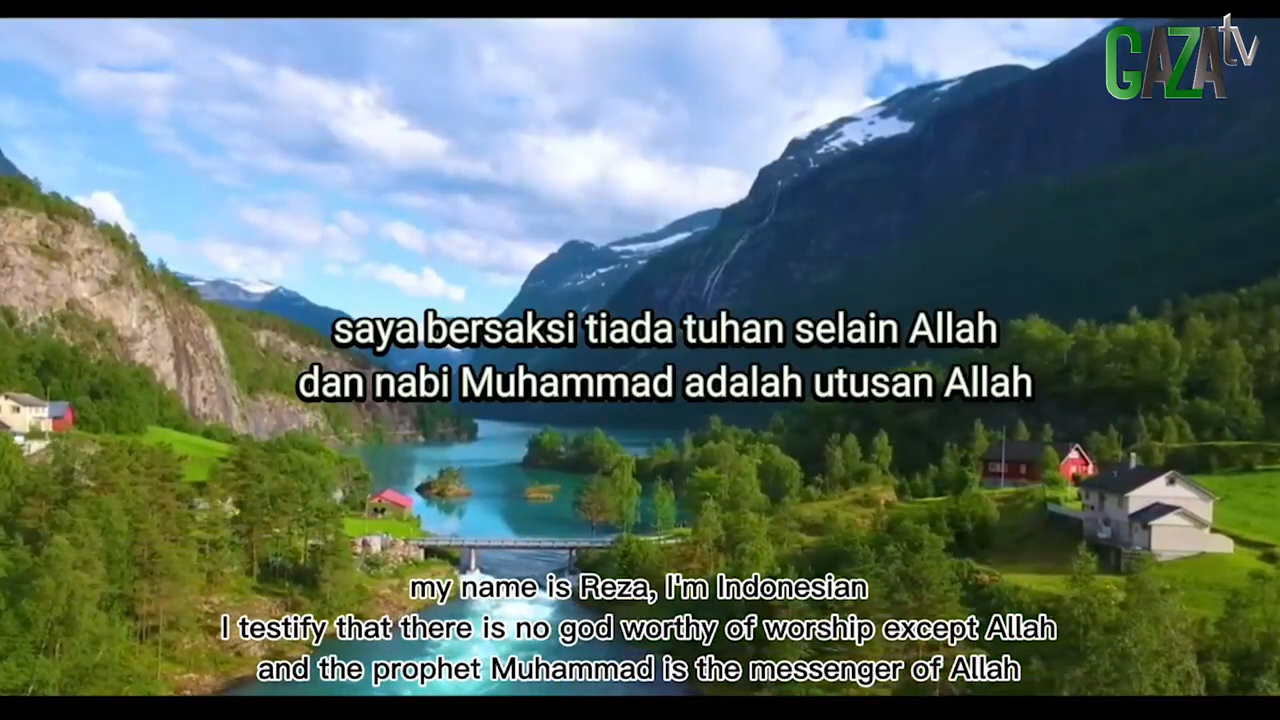 GAZA tv
saya bersaksi tiada tuhan selain Allah
dan nabi Muhammad adalah utusan Allah
my name is Reza, I'm Indonesian
I testify that there is no god worthy of worship except Allah
and the prophet Muhammad is the messenger of Allah